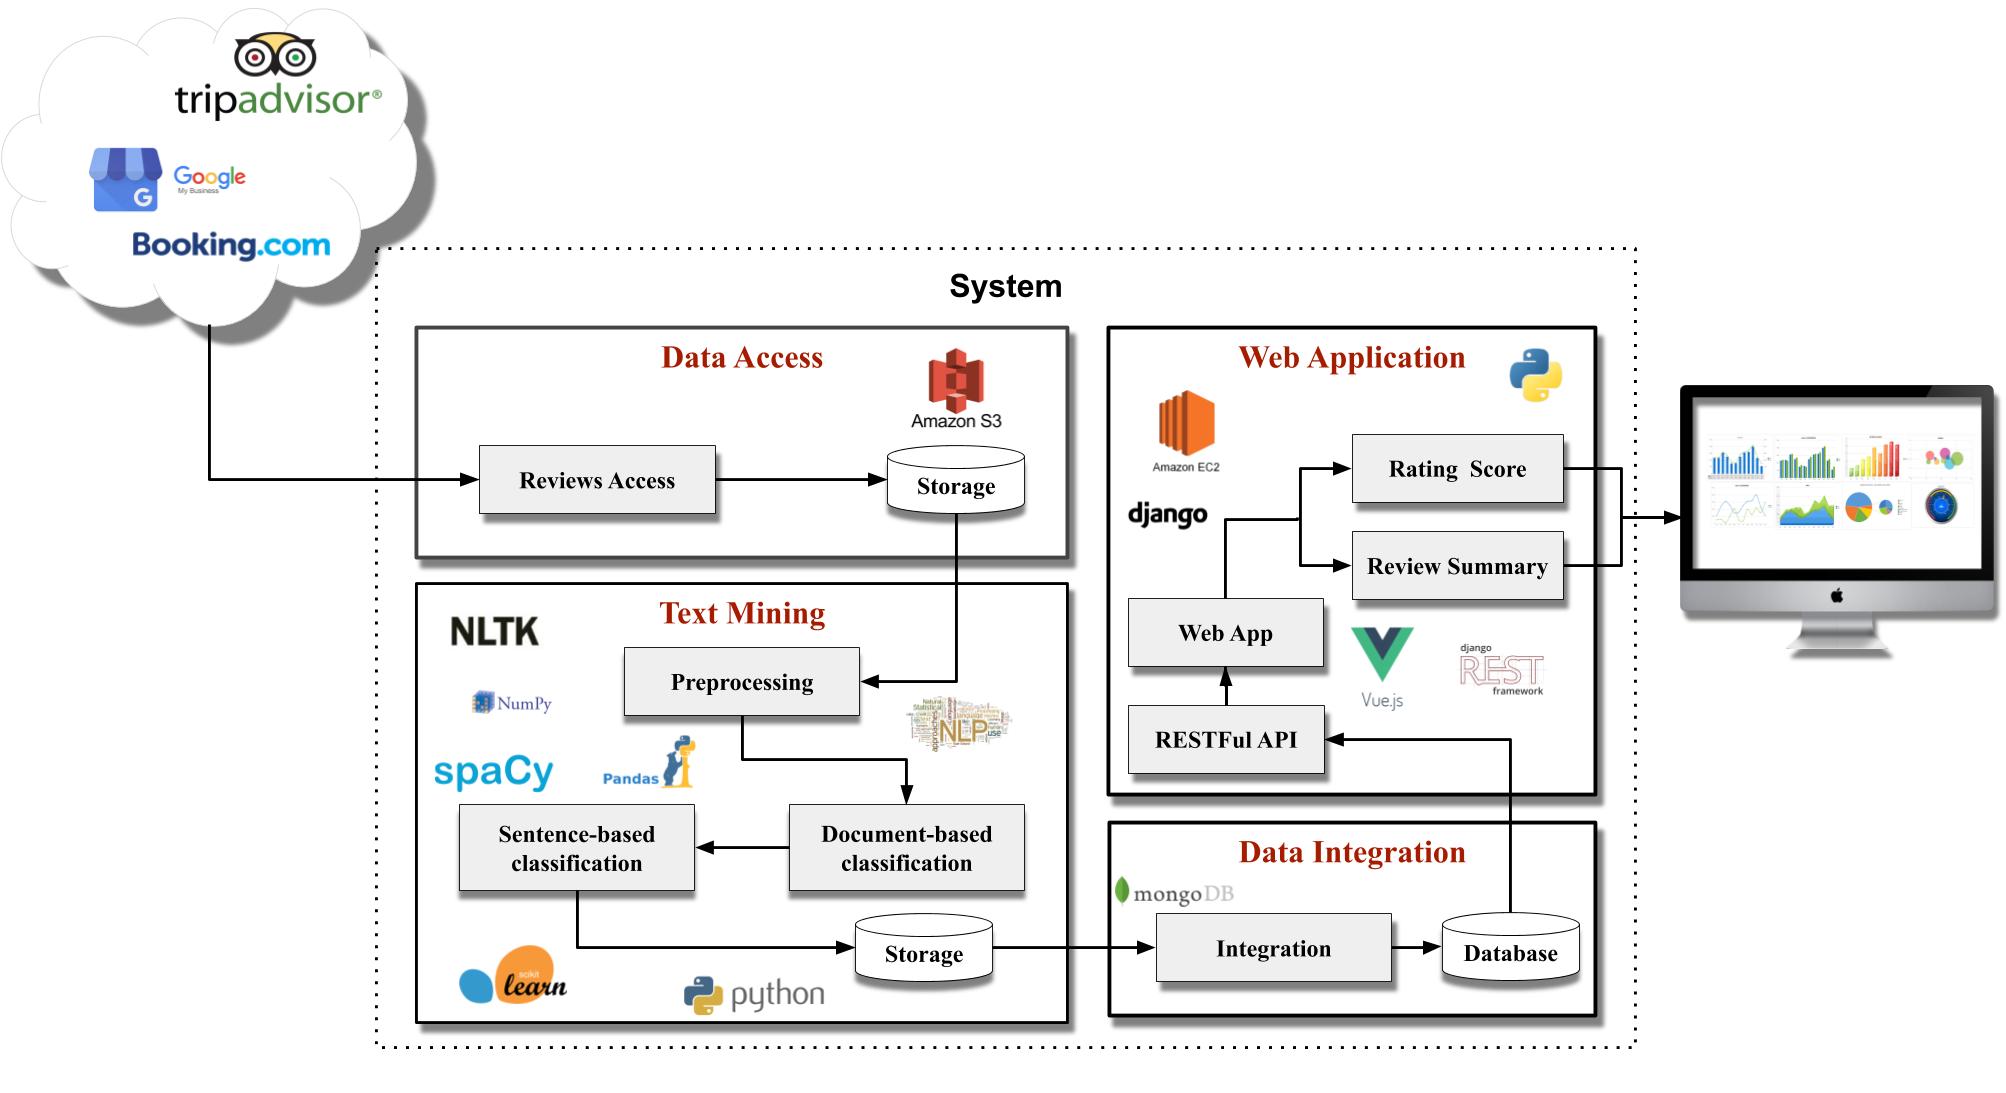 tripadvisor®
G
Google
My Business
Booking.com
System
Data Access
Amazon S3
Reviews Access
Storage
Text Mining
NLTK
Preprocessing
NumPy
NLP
spaCy
Pandas
Sentence-based
classification
Document-based
classification
Storage
scikit
learn
python
Web Application
Amazon EC2
django
Rating Score
Review Summary
Web App
Vue.js
django
REST
framework
RESTFul API
Data Integration
mongoDB
Integration
Database